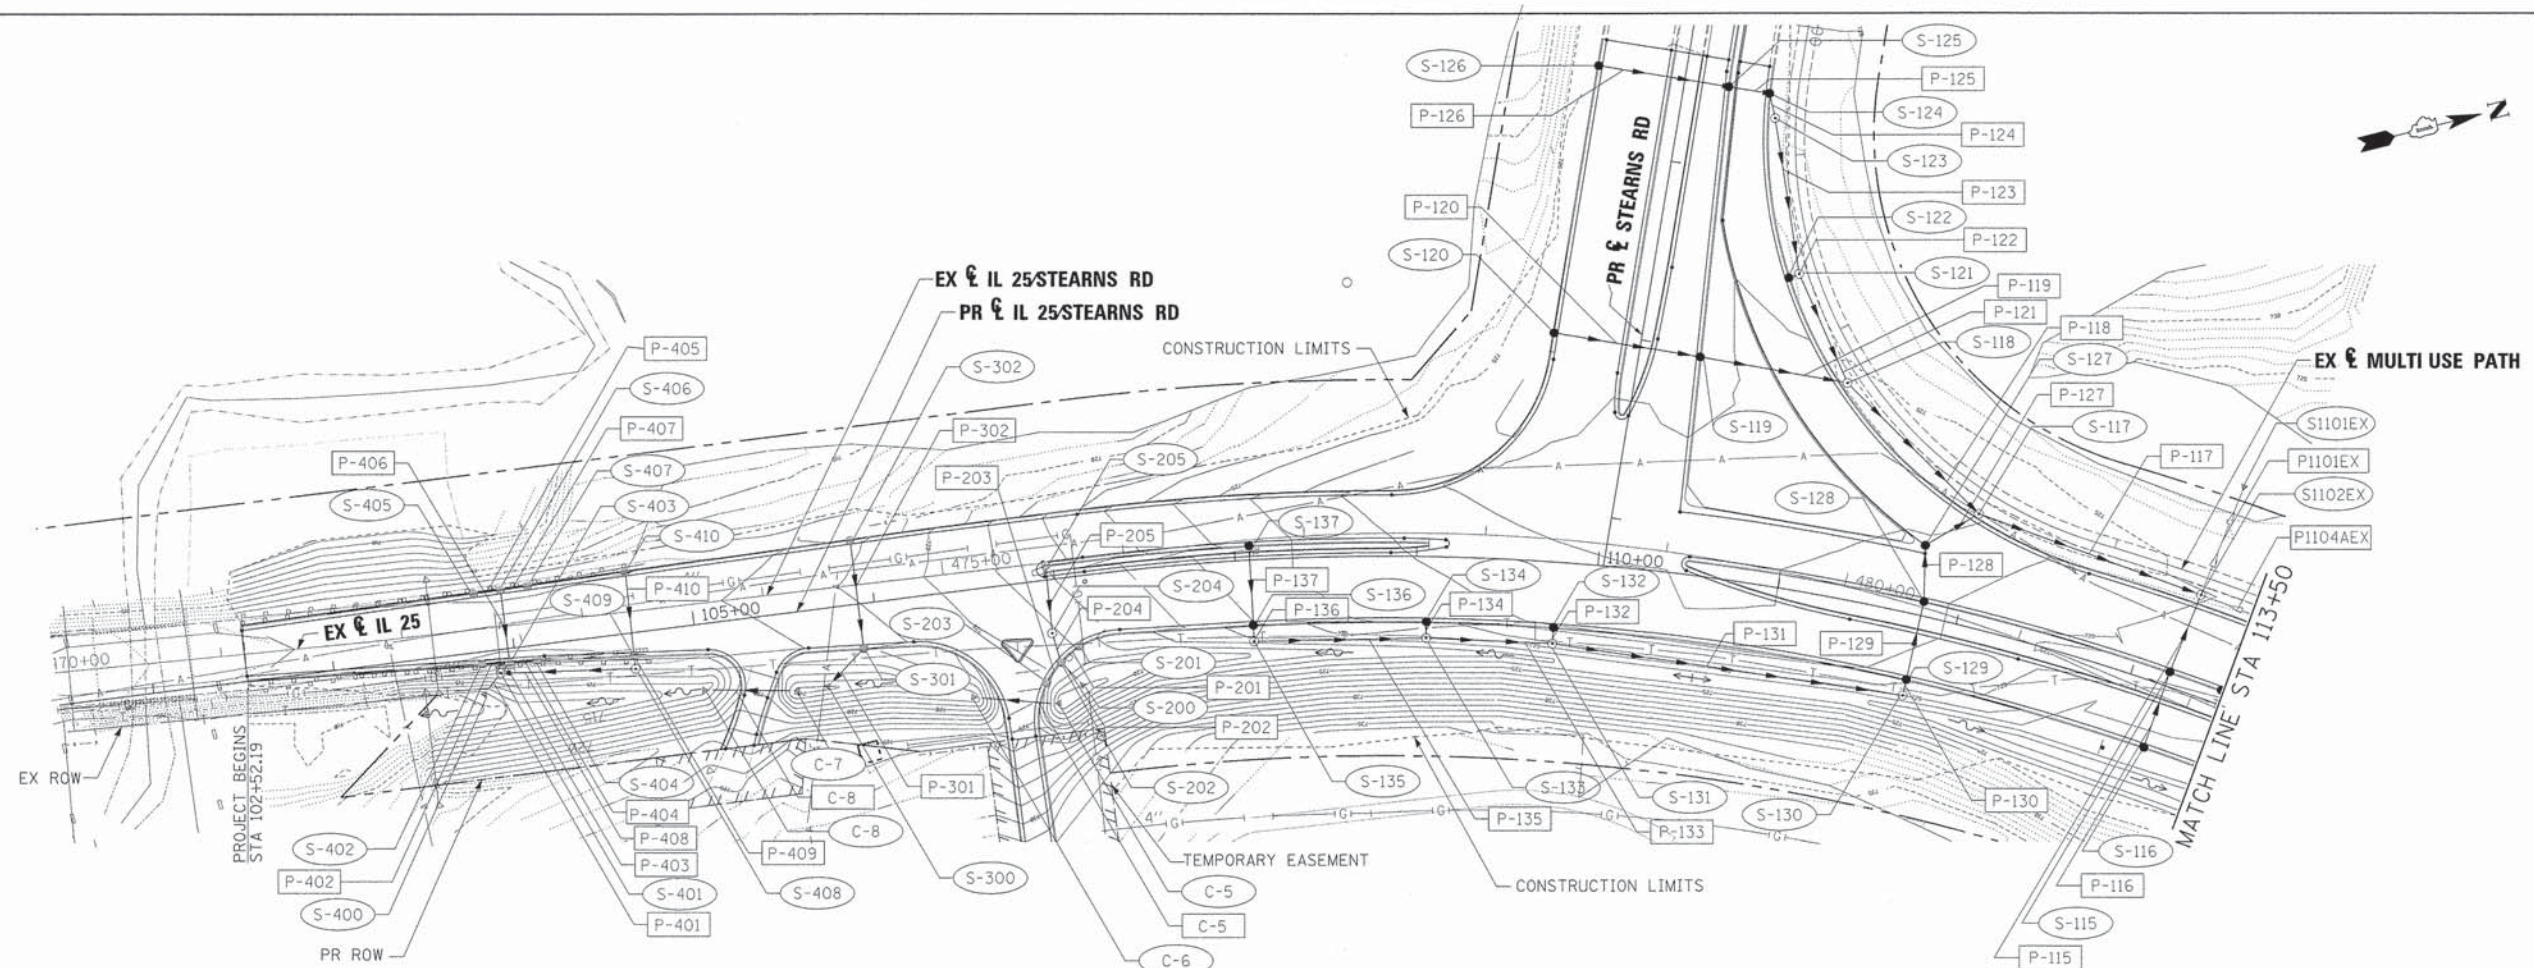 S-125
S-126
P-125
P-126
S-124
P-124
S-123
N
P-123
P-120
S-122
PR ℄ STEARNS RD
P-122
S-120
S-121
EX ℄ IL 25/STEARNS RD
P-119
PR ℄ IL 25/STEARNS RD
P-121
P-118
S-118
P-405
CONSTRUCTION LIMITS
S-127
EX ℄ MULTI USE PATH
S-302
S-406
P-127
P-407
P-302
S-119
S-117
S1101EX
P-406
S-205
P-117
P1101EX
S-407
P-203
S-405
S-403
S-128
S1102EX
S-410
S-137
P-205
P1104AEX
475+00
110+00
P-128
P-410
S-204
P-137
S-134
S-132
480+00
S-409
105+00
P-204
P-136
S-136
P-134
P-132
EX ℄ IL 25
S-203
P-131
P-129
170+00
S-201
S-129
S-301
P-201
S-200
P-202
MATCH LINE STA 113+50
EX ROW
PROJECT BEGINS
STA 102+52.19
S-404
C-7
P-301
S-202
S-135
S-133
S-131
P-130
C-8
P-404
S-130
P-135
C-8
P-408
P-133
S-402
P-409
4"
S-116
P-403
TEMPORARY EASEMENT
P-402
S-401
S-408
S-300
C-5
CONSTRUCTION LIMITS
P-116
S-400
P-401
C-5
S-115
PR ROW
C-6
P-115